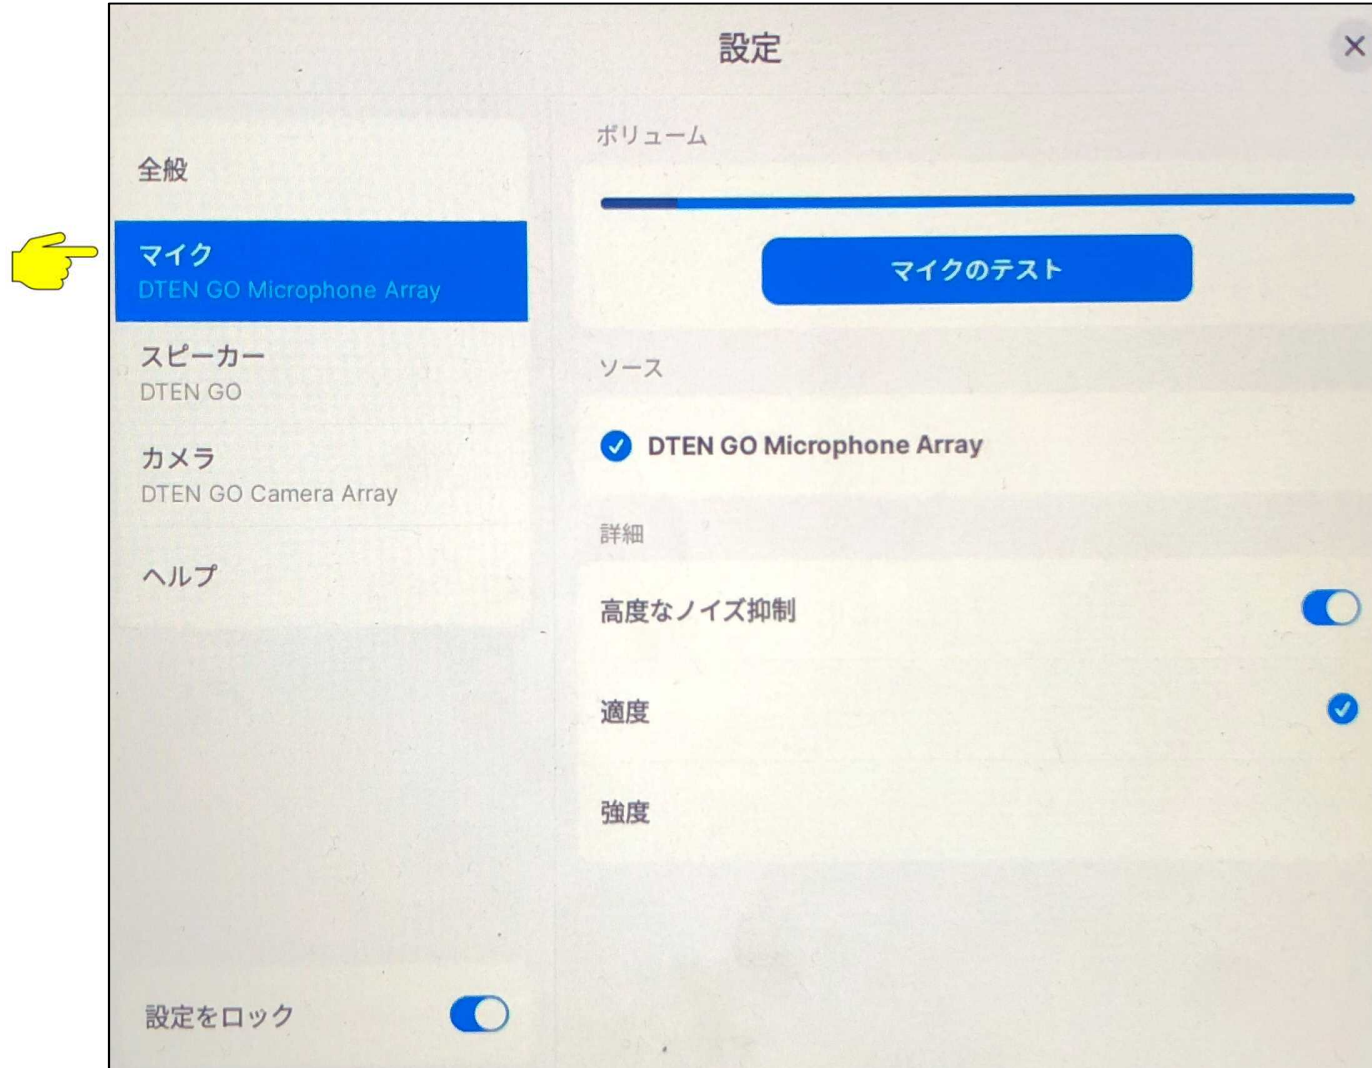 設定
全般
マイク
DTEN GO Microphone Array
スピーカー
DTEN GO
カメラ
DTEN GO Camera Array
ヘルプ
設定をロック
ボリューム
マイクのテスト
ソース
DTEN GO Microphone Array
詳細
高度なノイズ抑制
適度
強度